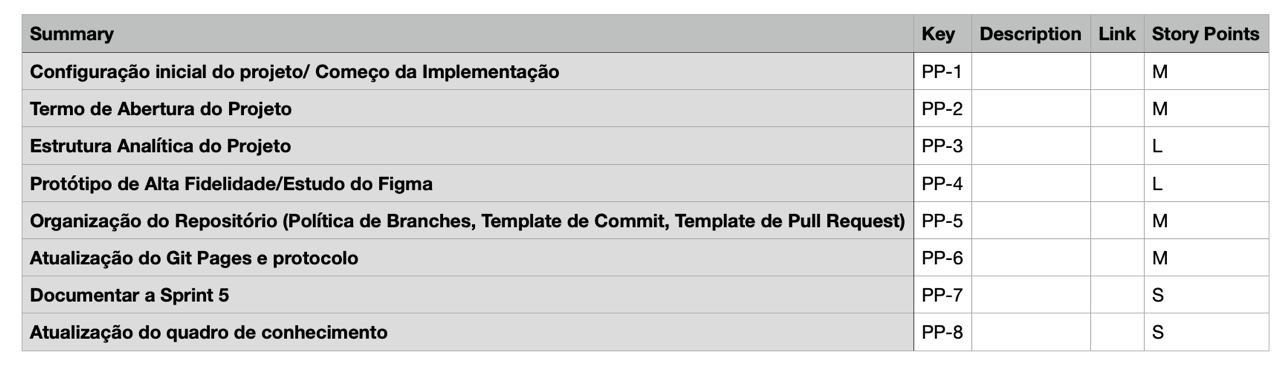 Summary Key Description Link Story Points
Configuração inicial do projeto/ Começo da Implementação PP-1 M
Termo de Abertura do Projeto PP-2 M
Estrutura Analítica do Projeto PP-3 L
Protótipo de Alta Fidelidade/Estudo do Figma PP-4 L
Organização do Repositório (Política de Branches, Template de Commit, Template de Pull Request) PP-5 M
Atualização do Git Pages e protocolo PP-6 M
Documentar a Sprint 5 PP-7 S
Atualização do quadro de conhecimento PP-8 S